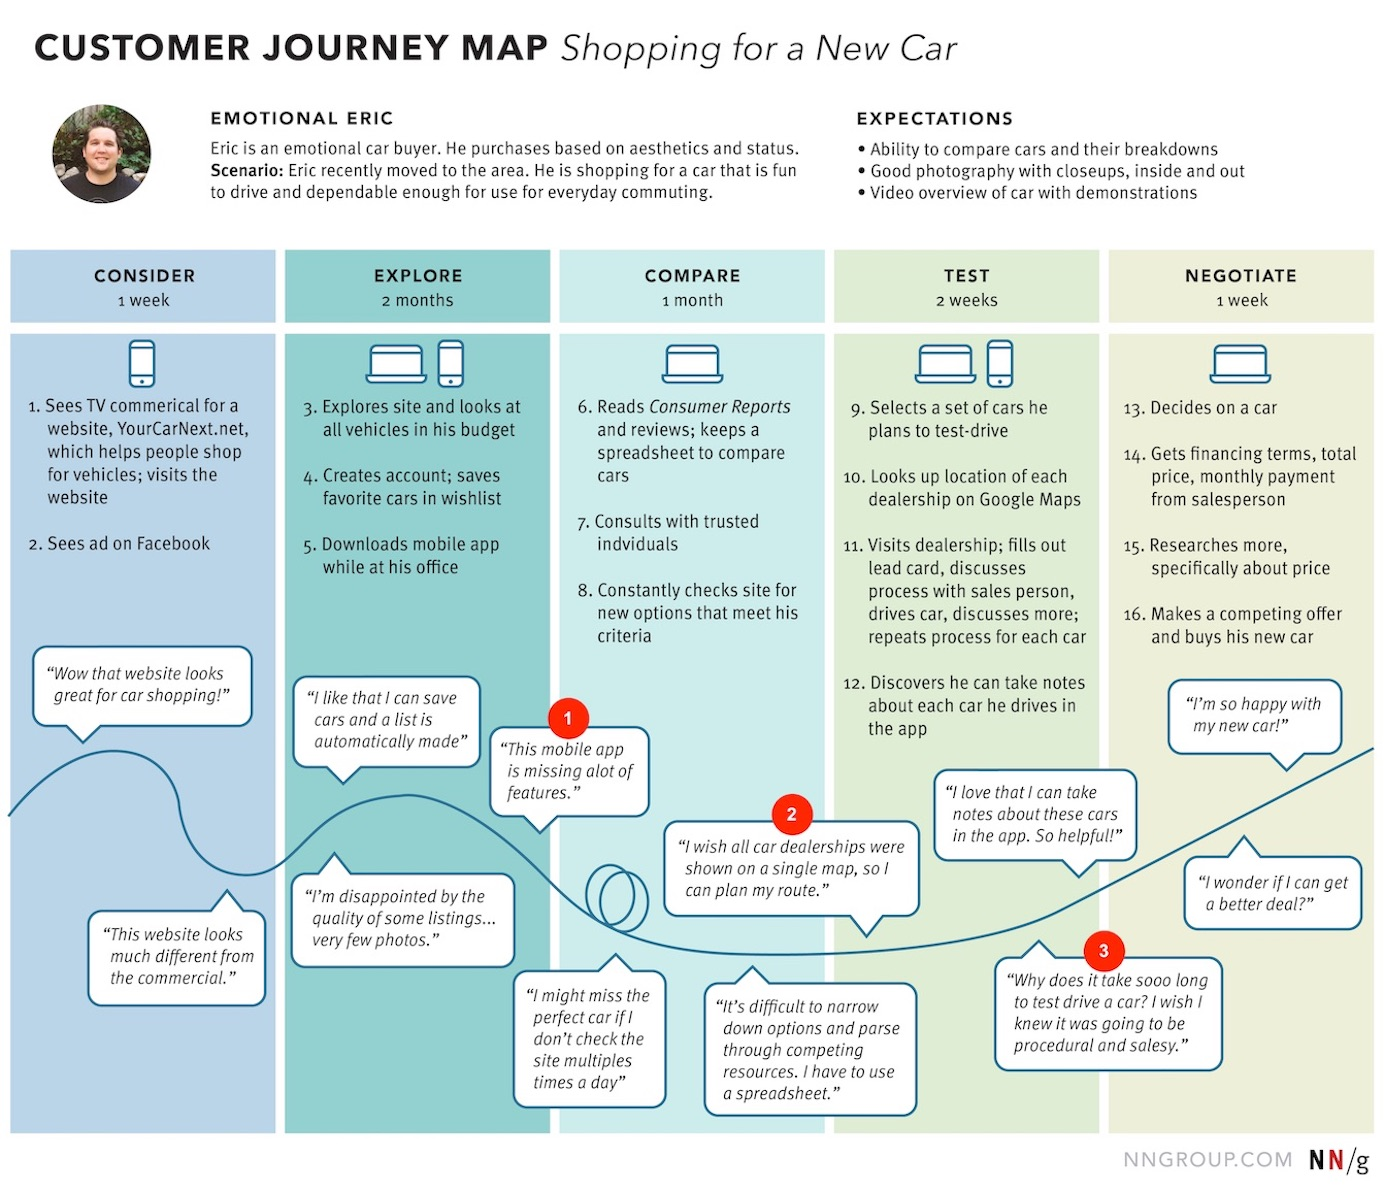 CUSTOMER JOURNEY MAP Shopping for a New Car
EMOTIONAL ERIC
Eric is an emotional car buyer. He purchases based on aesthetics and status.
Scenario: Eric recently moved to the area. He is shopping for a car that is fun
to drive and dependable enough for use for everyday commuting.
EXPECTATIONS
• Ability to compare cars and their breakdowns
• Good photography with closeups, inside and out
• Video overview of car with demonstrations
CONSIDER
1 week
EXPLORE
2 months
COMPARE
1 month
TEST
2 weeks
NEGOTIATE
1 week
1. Sees TV commerical for a
website, YourCarNext.net,
which helps people shop
for vehicles; visits the
website
2. Sees ad on Facebook
3. Explores site and looks at
all vehicles in his budget
4. Creates account; saves
favorite cars in wishlist
5. Downloads mobile app
while at his office
6. Reads Consumer Reports
and reviews; keeps a
spreadsheet to compare
cars
7. Consults with trusted
indviduals
8. Constantly checks site for
new options that meet his
criteria
9. Selects a set of cars he
plans to test-drive
10. Looks up location of each
dealership on Google Maps
11. Visits dealership; fills out
lead card, discusses
process with sales person,
drives car, discusses more;
repeats process for each car
12. Discovers he can take notes
about each car he drives in
the app
13. Decides on a car
14. Gets financing terms, total
price, monthly payment
from salesperson
15. Researches more,
specifically about price
16. Makes a competing offer
and buys his new car
“Wow that website looks
great for car shopping!”
“This website looks
much different from
the commercial.”
“I like that I can save
cars and a list is
automatically made”
“I’m disappointed by the
quality of some listings...
very few photos.”
1
“This mobile app
is missing alot of
features.”
“I might miss the
perfect car if I
don’t check the
site multiples
times a day”
2
“I wish all car dealerships were
shown on a single map, so I
can plan my route.”
“It’s difficult to narrow
down options and parse
through competing
resources. I have to use
a spreadsheet.”
“I love that I can take
notes about these cars
in the app. So helpful!”
3
“Why does it take sooo long
to test drive a car? I wish I
knew it was going to be
procedural and salesy.”
“I’m so happy with
my new car!”
“I wonder if I can get
a better deal?”
NNGROUP.COM NN/g